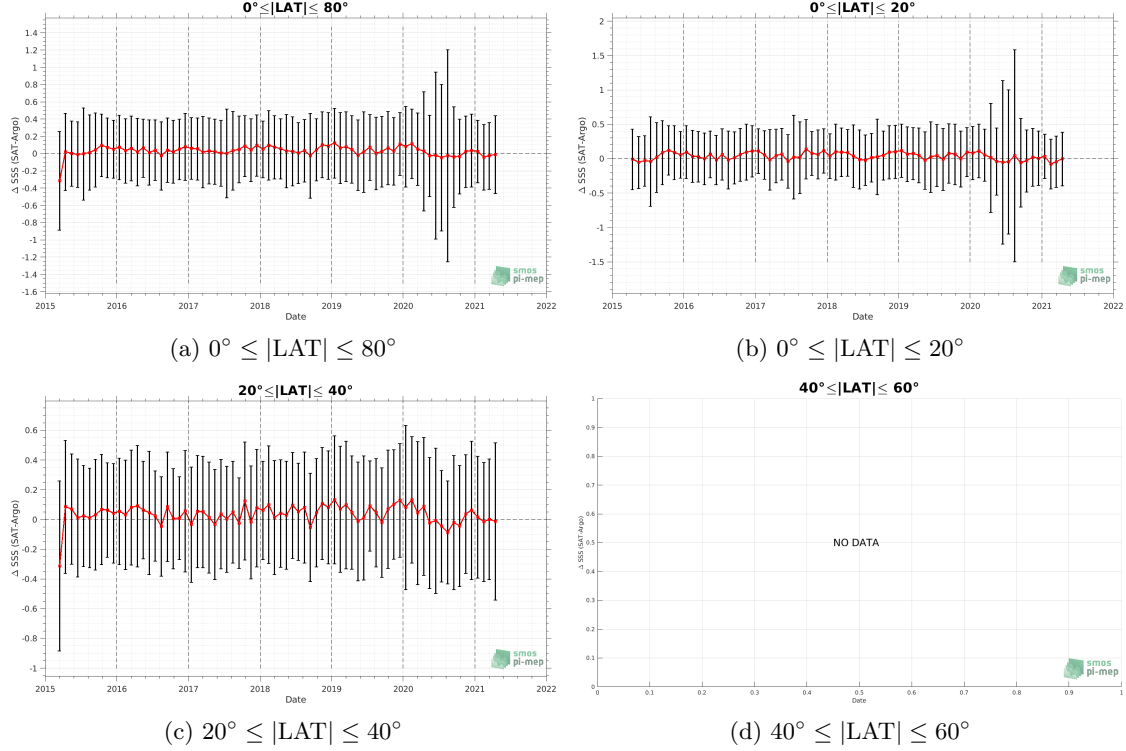 0°≤|LAT|≤ 80°
1.4
1.2
1
0.8
0.6
0.4
0.2
0
-0.2
-0.4
-0.6
-0.8
-1
-1.2
-1.4
-1.6
Δ SSS (SAT-Argo)
2015 2016 2017 2018 2019 2020 2021 2022
Date
smos
pi-mep
(a) 0° ≤ |LAT| ≤ 80°
0°≤|LAT|≤ 20°
2
1.5
1
0.5
0
-0.5
-1
-1.5
Δ SSS (SAT-Argo)
2015 2016 2017 2018 2019 2020 2021 2022
Date
smos
pi-mep
(b) 0° ≤ |LAT| ≤ 20°
20°≤|LAT|≤ 40°
0.6
0.4
0.2
0
-0.2
-0.4
-0.6
-0.8
-1
Δ SSS (SAT-Argo)
2015 2016 2017 2018 2019 2020 2021 2022
Date
smos
pi-mep
(c) 20° ≤ |LAT| ≤ 40°
40°≤|LAT|≤ 60°
1
0.9
0.8
0.7
0.6
0.5
0.4
0.3
0.2
0.1
0
Δ SSS (SAT-Argo)
NO DATA
0 0.1 0.2 0.3 0.4 0.5 0.6 0.7 0.8 0.9 1
Date
smos
pi-mep
(d) 40° ≤ |LAT| ≤ 60°